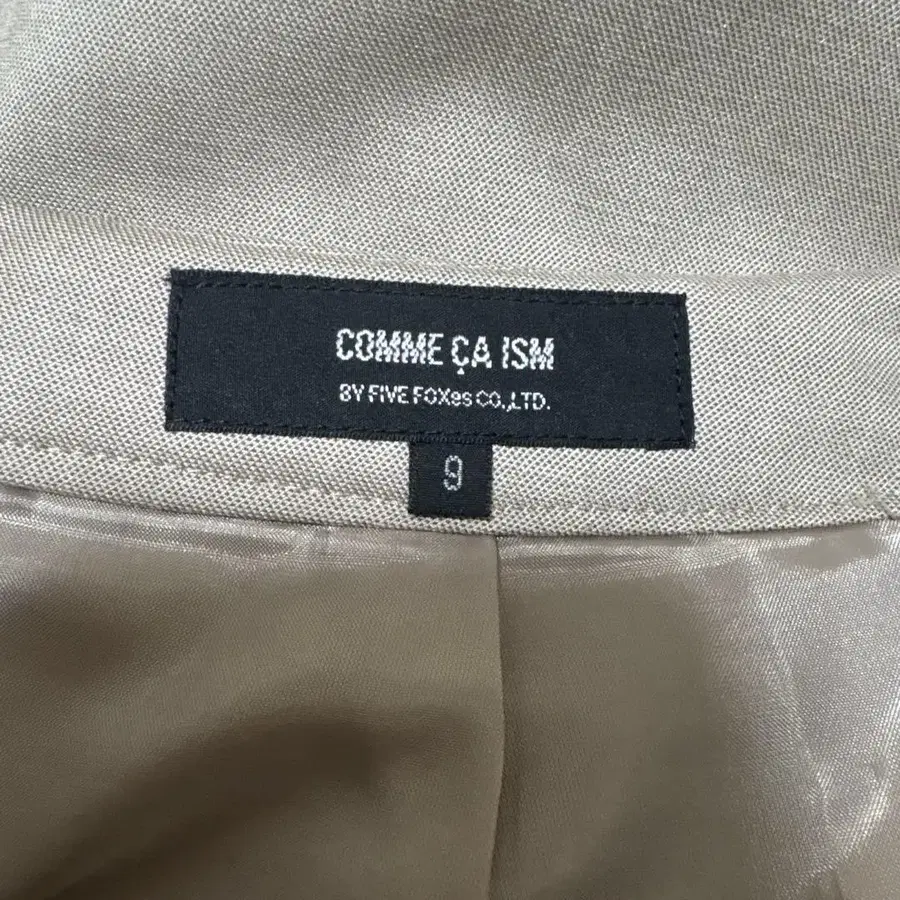 COMME ÇA ISM
BY FIVE FOXes CO.,LTD.
9